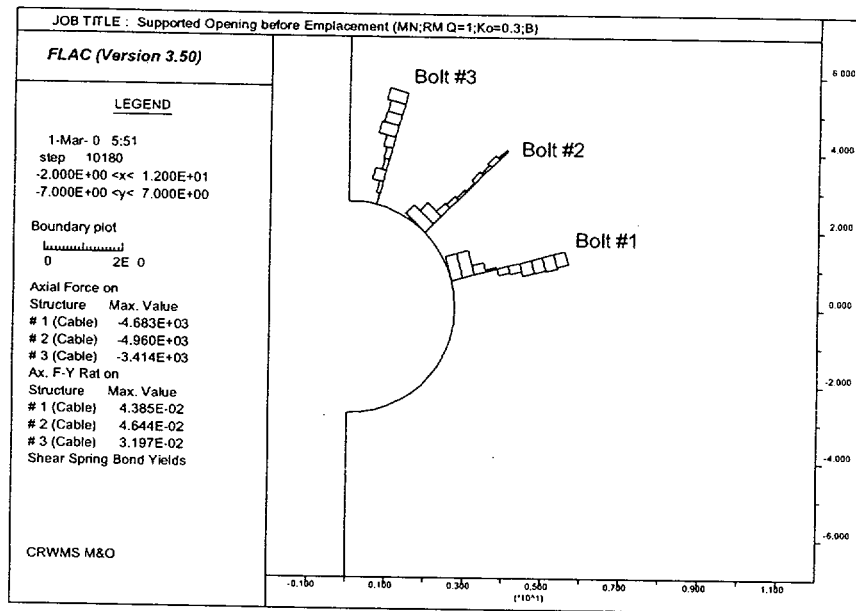 JOB TITLE : Supported Opening before Emplacement (MN;RM Q=1;Ko=0.3;B)
FLAC (Version 3.50)
LEGEND
1-Mar- 0 5:51
step 10180
-2.000E+00 <x< 1.200E+01
-7.000E+00 <y< 7.000E+00
Boundary plot
0 2E 0
Axial Force on
Structure Max. Value
# 1 (Cable) -4.683E+03
# 2 (Cable) -4.960E+03
# 3 (Cable) -3.414E+03
Ax. F-Y Rat on
Structure Max. Value
# 1 (Cable) 4.385E-02
# 2 (Cable) 4.644E-02
# 3 (Cable) 3.197E-02
Shear Spring Bond Yields
CRWMS M&O
Bolt #3
Bolt #2
Bolt #1
6.000
4.000
2.000
0.000
-2.000
-4.000
-6.000
-0.100 0.100 0.300 0.500 0.700 0.900 1.100
(*10^1)